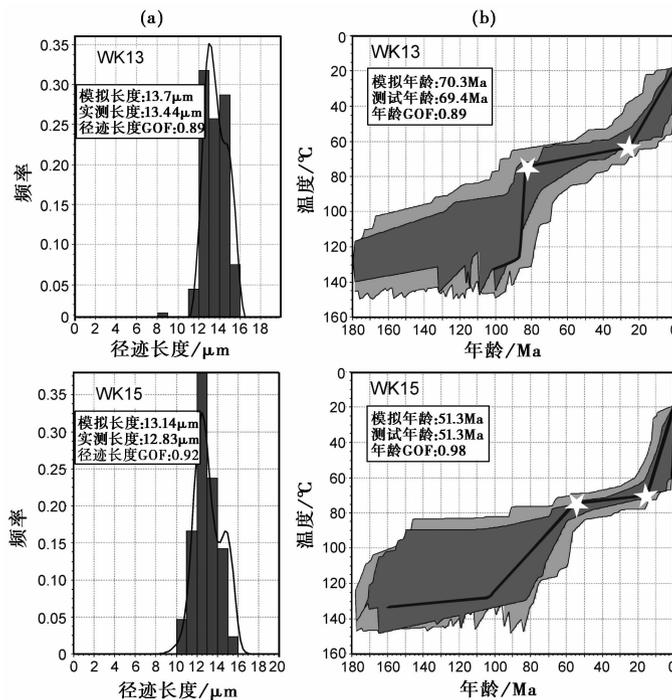 (a)
(b)
WK13
模拟长度:13.7μm
实测长度:13.44μm
径迹长度GOF:0.89
频率
0.35
0.30
0.25
0.20
0.15
0.10
0.05
0
0 2 4 6 8 10 12 14 16 18
径迹长度/μm
WK13
模拟年龄:70.3Ma
测试年龄:69.4Ma
年龄GOF:0.89
温度/℃
0
20
40
60
80
100
120
140
160
180 160 140 120 100 80 60 40 20 0
年龄/Ma
WK15
模拟长度:13.14μm
实测长度:12.83μm
径迹长度GOF:0.92
频率
0.35
0.30
0.25
0.20
0.15
0.10
0.05
0
0 2 4 6 8 10 12 14 16 18 20
径迹长度/μm
WK15
模拟年龄:51.3Ma
测试年龄:51.3Ma
年龄GOF:0.98
温度/℃
0
20
40
60
80
100
120
140
160
180 160 140 120 100 80 60 40 20 0
年龄/Ma